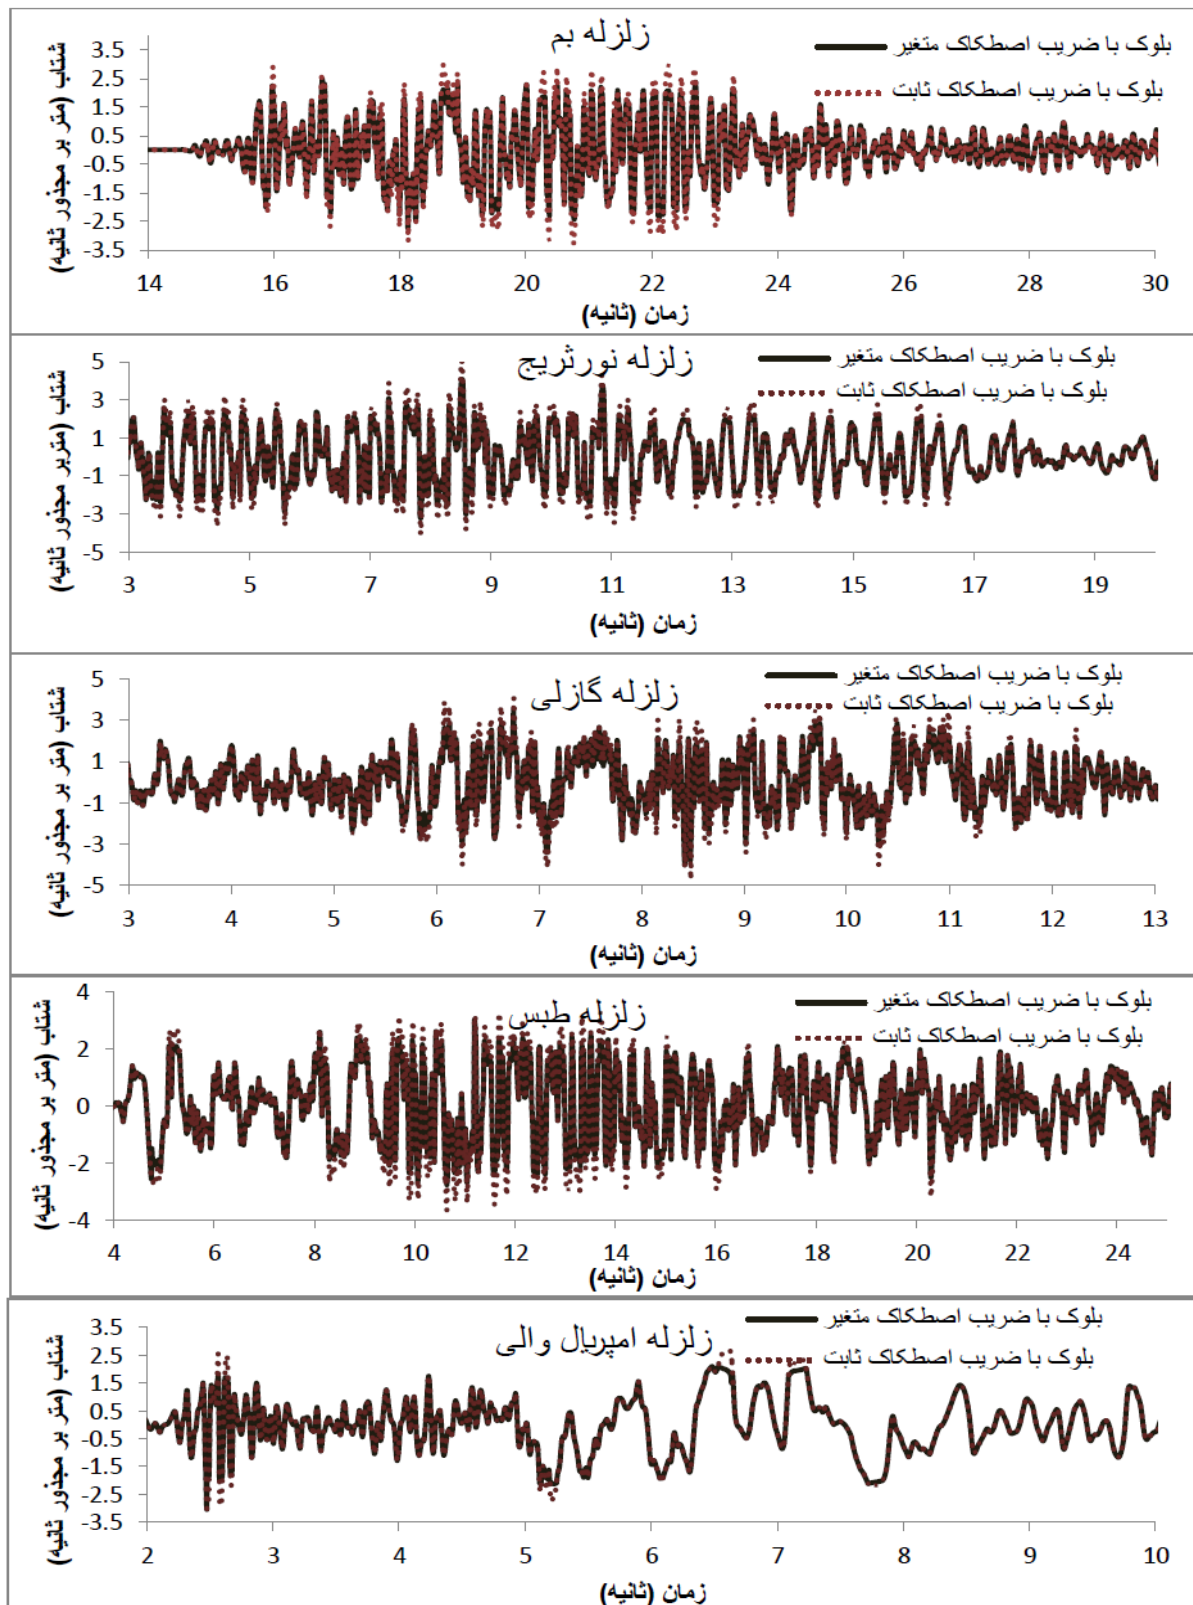 زلزله بم
بلوک با ضریب اصطکاک متغیر
بلوک با ضریب اصطکاک ثابت
شتاب (متر بر مجذور ثانیه)
3.5
2.5
1.5
0.5
-0.5
-1.5
-2.5
-3.5
14 16 18 20 22 24 26 28 30
زمان (ثانیه)
زلزله نورثریج
بلوک با ضریب اصطکاک متغیر
بلوک با ضریب اصطکاک ثابت
شتاب (متربر مجذور ثانیه)
5
3
1
-1
-3
-5
3 5 7 9 11 13 15 17 19
زمان (ثانیه)
زلزله گازلی
بلوک با ضریب اصطکاک متغیر
بلوک با ضریب اصطکاک ثابت
شتاب (متر بر مجذور ثانیه)
5
3
1
-1
-3
-5
3 4 5 6 7 8 9 10 11 12 13
زمان (ثانیه)
زلزله طبس
بلوک با ضریب اصطکاک متغیر
بلوک با ضریب اصطکاک ثابت
شتاب (متر بر مجذور ثانیه)
4
2
0
-2
-4
4 6 8 10 12 14 16 18 20 22 24
زمان (ثانیه)
زلزله امپریال والی
بلوک با ضریب اصطکاک متغیر
بلوک با ضریب اصطکاک ثابت
شتاب (متر بر مجذور ثانیه)
3.5
2.5
1.5
0.5
-0.5
-1.5
-2.5
-3.5
2 3 4 5 6 7 8 9 10
زمان (ثانیه)